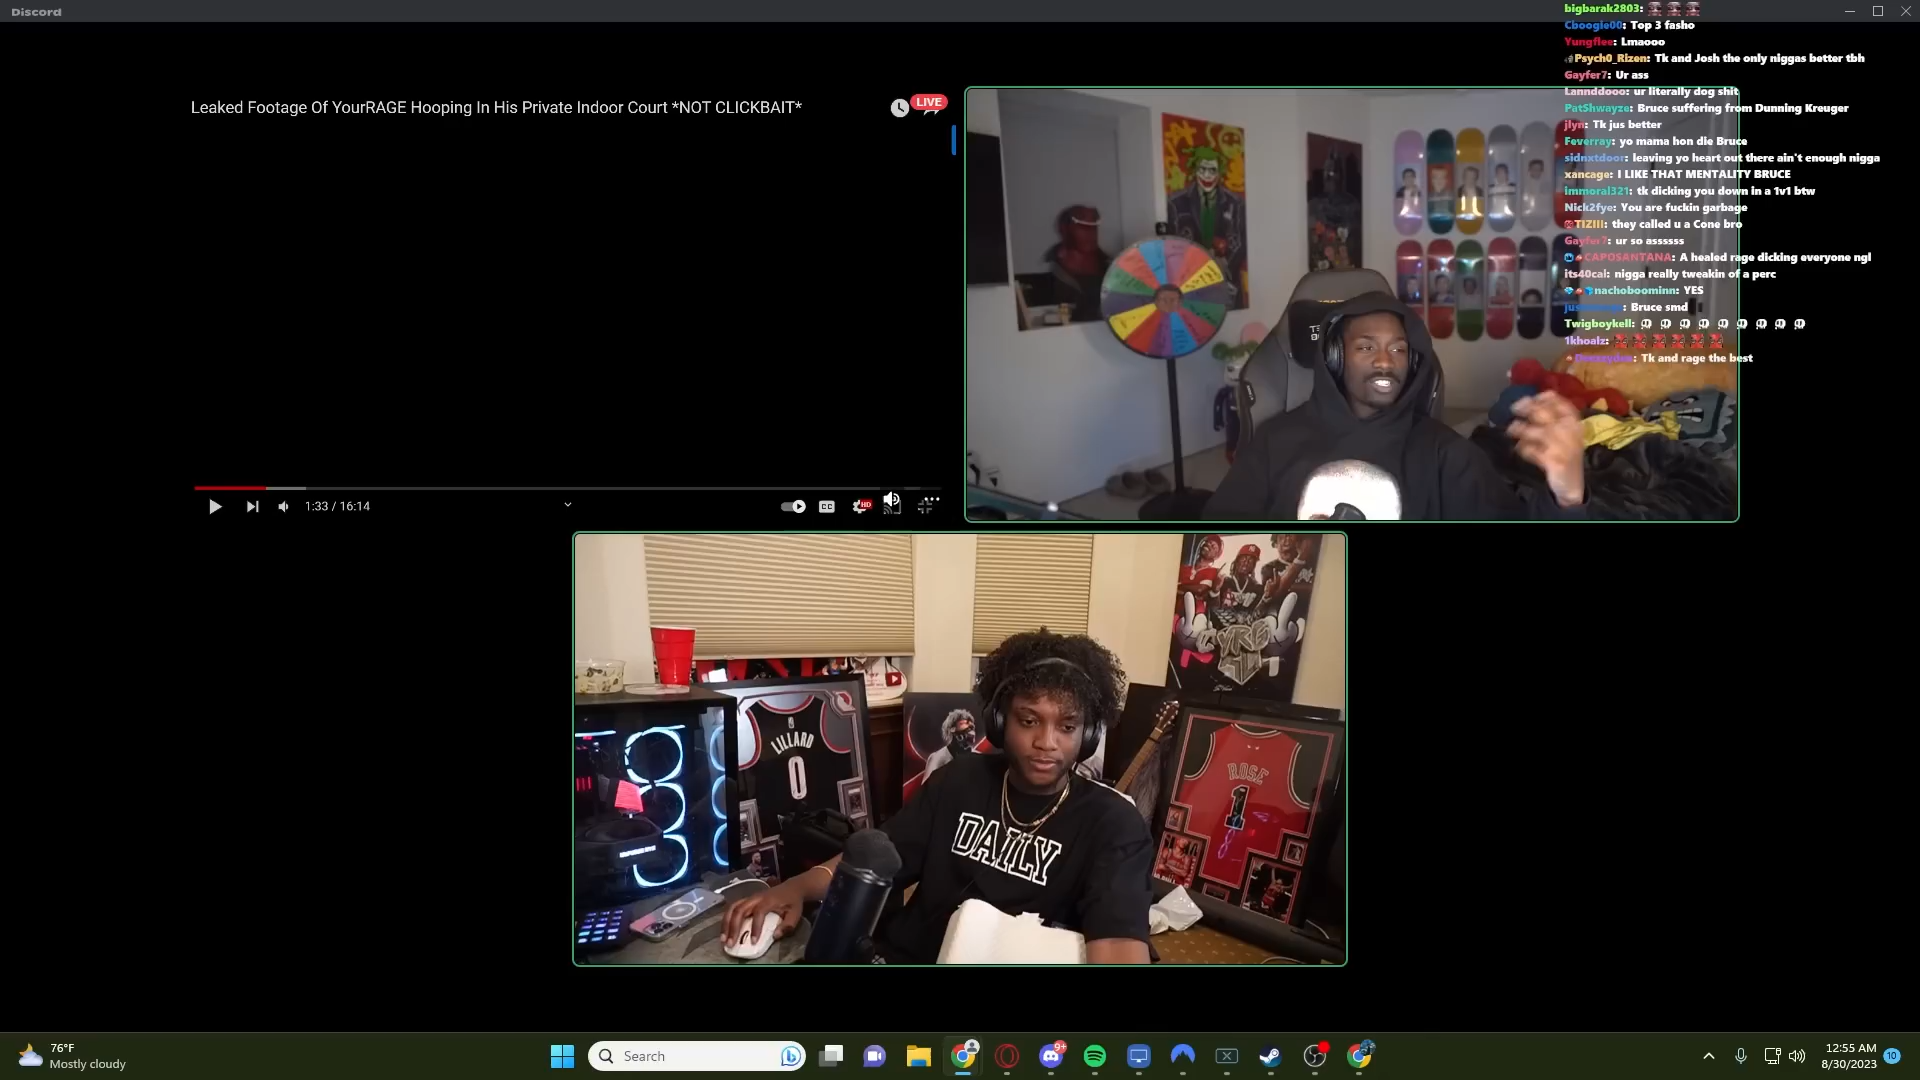 Discord
Leaked Footage Of YourRAGE Hooping In His Private Indoor Court *NOT CLICKBAIT*
LIVE
bigbarak2803:
Cboogie00: Top 3 fasho
Yungflee: Lmaooo
Psych0_Rizen: Tk and Josh the only niggas better tbh
Gayfer7: Ur ass
Lannddooo: ur literally dog shit
PatShwayze: Bruce suffering from Dunning Kreuger
jlyn: Tk jus better
Feverray: yo mama hon die Bruce
sidnxtdoor: leaving yo heart out there ain't enough nigga
xancage: I LIKE THAT MENTALITY BRUCE
immoral321: tk dicking you down in a 1v1 btw
Nick2fye: You are fuckin garbage
TIZIII: they called u a Cone bro
Gayfer7: ur so assssss
CAPOSANTANA: A healed rage dicking everyone ngl
its40cal: nigga really tweakin of a perc
nachoboominn: YES
Bruce smd
Twigboykell:
1khoalz:
Tk and rage the best
1:33 / 16:14
CC
HD
LILLARD
0
DAILY
ROSE
1
76°F
Mostly cloudy
Search
9+
12:55 AM
8/30/2023
10